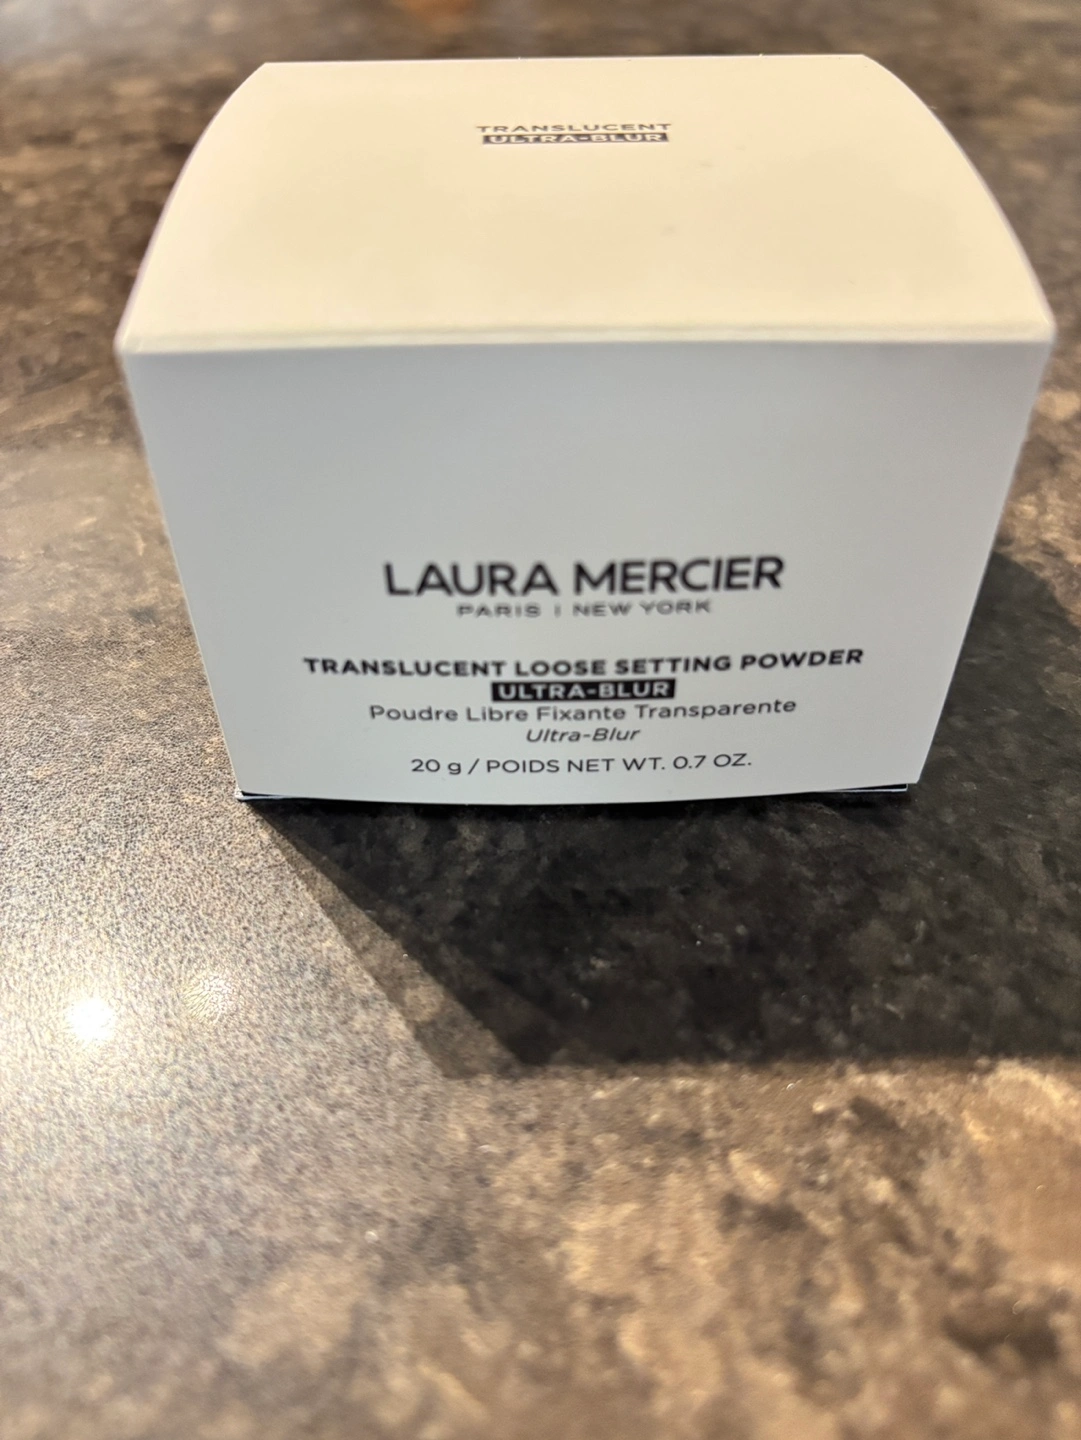 TRANSLUCENT
ULTRA-BLUR
LAURA MERCIER
PARIS | NEW YORK
TRANSLUCENT LOOSE SETTING POWDER
ULTRA-BLUR
Poudre Libre Fixante Transparente
Ultra-Blur
20 g / POIDS NET WT. 0.7 OZ.